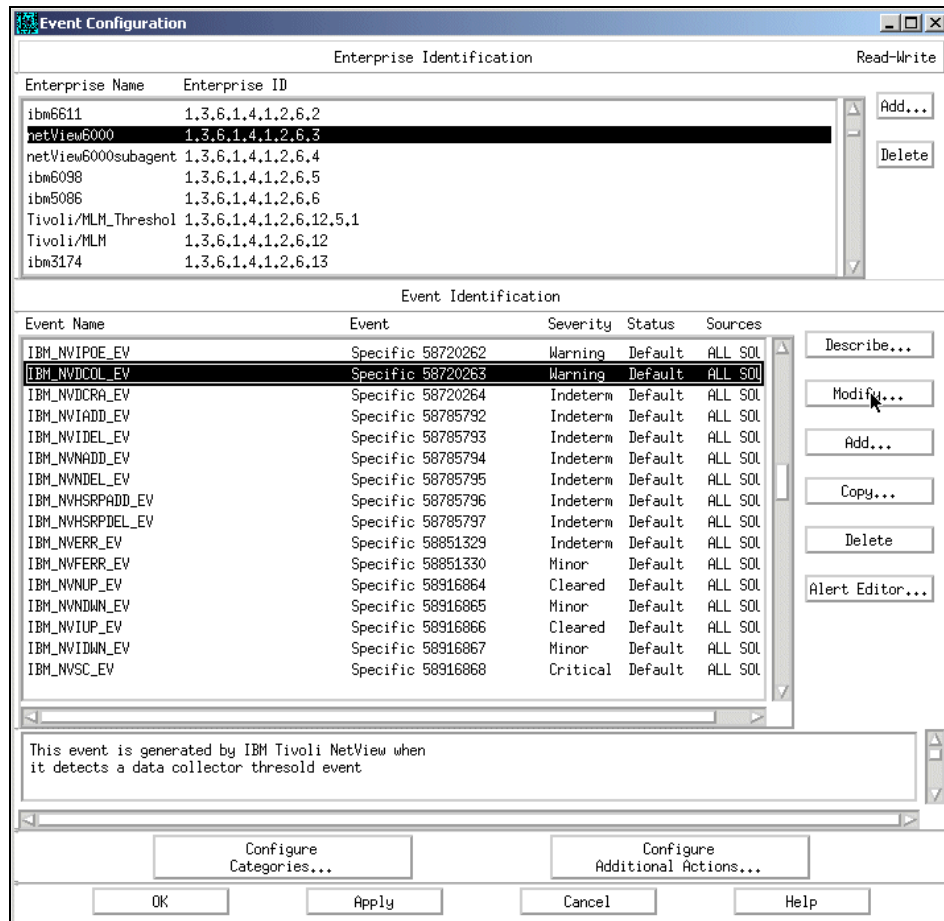 Event Configuration
Enterprise Identification Read-Write
Enterprise Name Enterprise ID
ibm6611 1.3.6.1.4.1.2.6.2
netView6000 1.3.6.1.4.1.2.6.3
netView6000subagent 1.3.6.1.4.1.2.6.4
ibm6098 1.3.6.1.4.1.2.6.5
ibm5086 1.3.6.1.4.1.2.6.6
Tivoli/MLM_Threshol 1.3.6.1.4.1.2.6.12.5.1
Tivoli/MLM 1.3.6.1.4.1.2.6.12
ibm3174 1.3.6.1.4.1.2.6.13
Add...
Delete
Event Identification
Event Name Event Severity Status Sources
IBM_NVIPOE_EV Specific 58720262 Warning Default ALL SOU
IBM_NVDCOL_EV Specific 58720263 Warning Default ALL SOU
IBM_NVDCRA_EV Specific 58720264 Indeterm Default ALL SOU
IBM_NVIADD_EV Specific 58785792 Indeterm Default ALL SOU
IBM_NVIDEL_EV Specific 58785793 Indeterm Default ALL SOU
IBM_NVNADD_EV Specific 58785794 Indeterm Default ALL SOU
IBM_NVNDEL_EV Specific 58785795 Indeterm Default ALL SOU
IBM_NVHSRPADD_EV Specific 58785796 Indeterm Default ALL SOU
IBM_NVHSRPDEL_EV Specific 58785797 Indeterm Default ALL SOU
IBM_NVERR_EV Specific 58851329 Indeterm Default ALL SOU
IBM_NVFERR_EV Specific 58851330 Minor Default ALL SOU
IBM_NVNUP_EV Specific 58916864 Cleared Default ALL SOU
IBM_NVNDWN_EV Specific 58916865 Minor Default ALL SOU
IBM_NVIUP_EV Specific 58916866 Cleared Default ALL SOU
IBM_NVIDWN_EV Specific 58916867 Minor Default ALL SOU
IBM_NVSC_EV Specific 58916868 Critical Default ALL SOU
Describe...
Modify...
Add...
Copy...
Delete
Alert Editor...
This event is generated by IBM Tivoli NetView when
it detects a data collector thresold event
Configure
Categories...
Configure
Additional Actions...
OK Apply Cancel Help